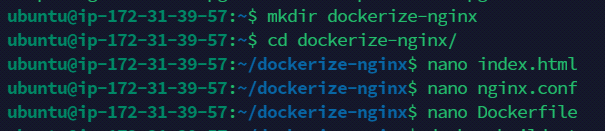 ubuntu@ip-172-31-39-57:~$ mkdir dockerize-nginx
ubuntu@ip-172-31-39-57:~$ cd dockerize-nginx/
ubuntu@ip-172-31-39-57:~/dockerize-nginx$ nano index.html
ubuntu@ip-172-31-39-57:~/dockerize-nginx$ nano nginx.conf
ubuntu@ip-172-31-39-57:~/dockerize-nginx$ nano Dockerfile